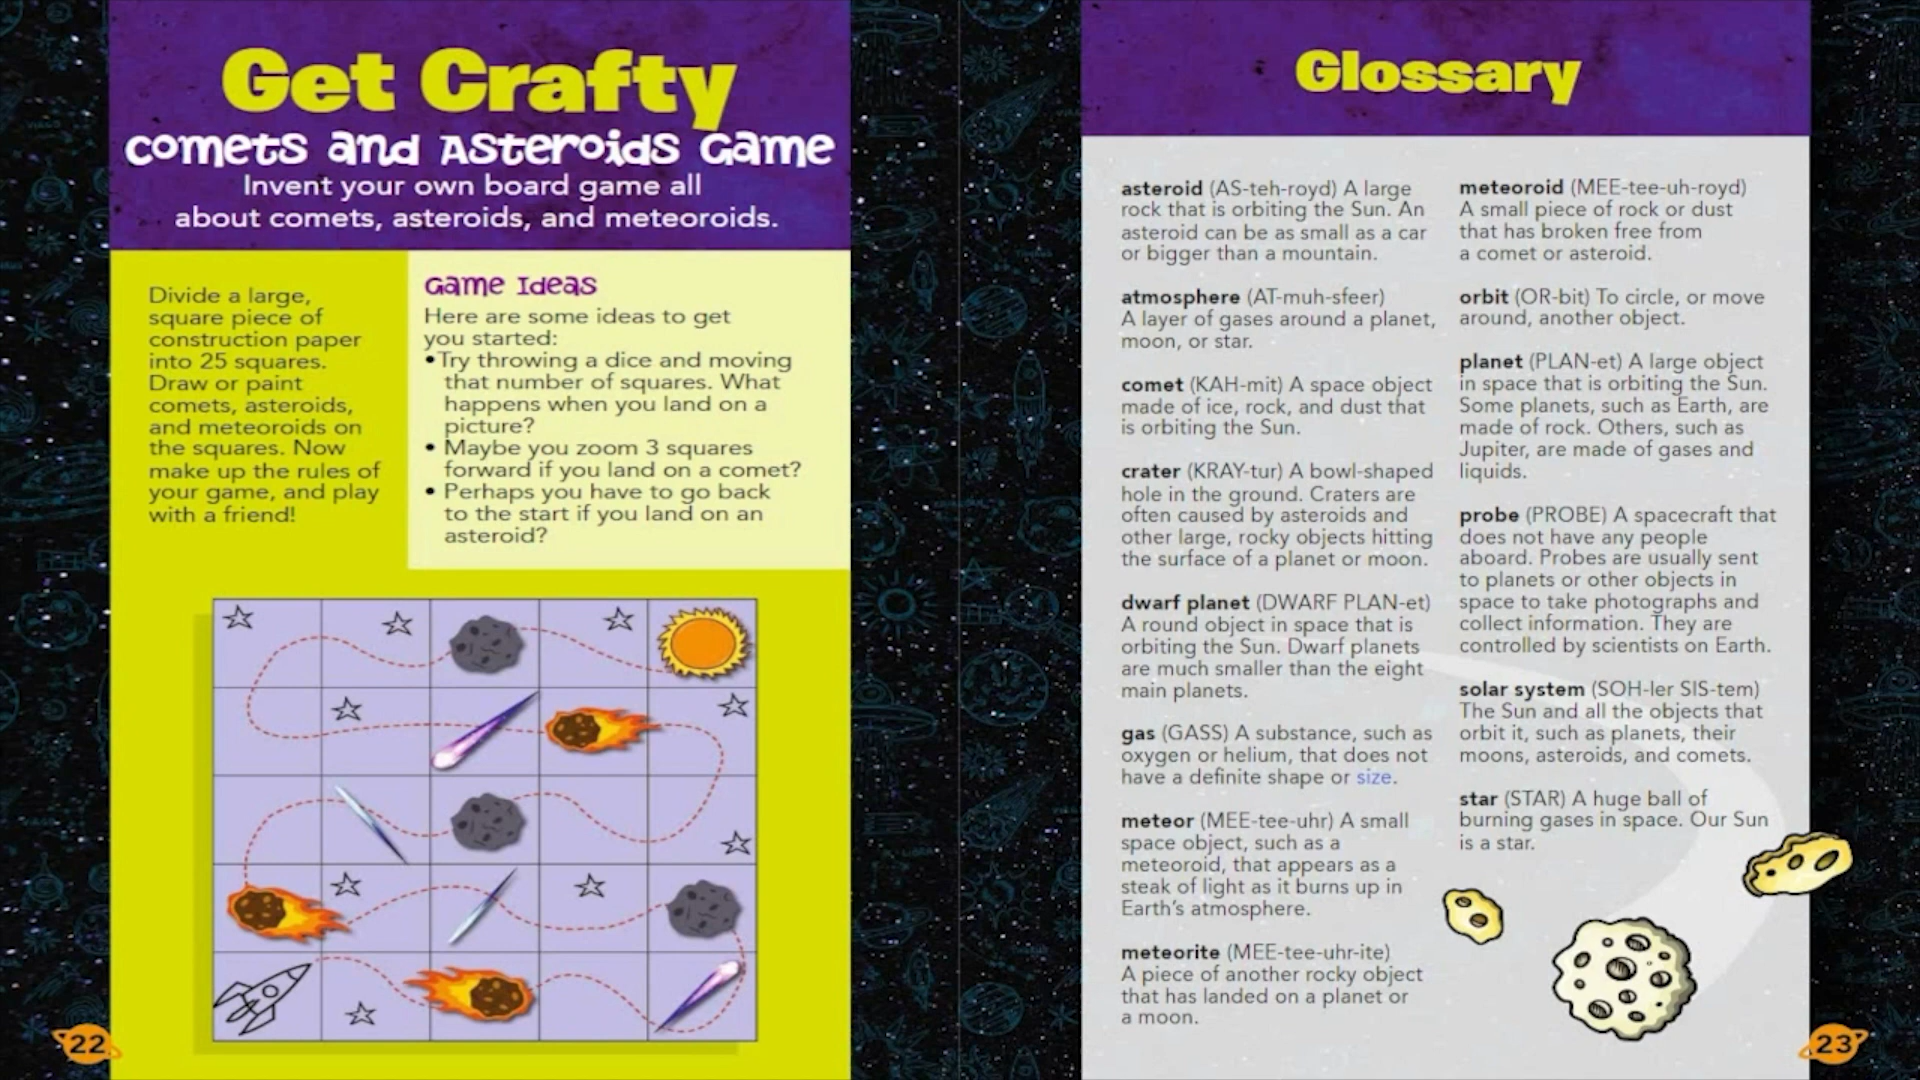 Get Crafty
Comets and Asteroids Game
Invent your own board game all
about comets, asteroids, and meteoroids.
Divide a large,
square piece of
construction paper
into 25 squares.
Draw or paint
comets, asteroids,
and meteoroids on
the squares. Now
make up the rules of
your game, and play
with a friend!
Game Ideas
Here are some ideas to get
you started:
•Try throwing a dice and moving
that number of squares. What
happens when you land on a
picture?
• Maybe you zoom 3 squares
forward if you land on a comet?
• Perhaps you have to go back
to the start if you land on an
asteroid?
22
Glossary
asteroid (AS-teh-royd) A large
rock that is orbiting the Sun. An
asteroid can be as small as a car
or bigger than a mountain.
atmosphere (AT-muh-sfeer)
A layer of gases around a planet,
moon, or star.
comet (KAH-mit) A space object
made of ice, rock, and dust that
is orbiting the Sun.
crater (KRAY-tur) A bowl-shaped
hole in the ground. Craters are
often caused by asteroids and
other large, rocky objects hitting
the surface of a planet or moon.
dwarf planet (DWARF PLAN-et)
A round object in space that is
orbiting the Sun. Dwarf planets
are much smaller than the eight
main planets.
gas (GASS) A substance, such as
oxygen or helium, that does not
have a definite shape or size.
meteor (MEE-tee-uhr) A small
space object, such as a
meteoroid, that appears as a
steak of light as it burns up in
Earth's atmosphere.
meteorite (MEE-tee-uhr-ite)
A piece of another rocky object
that has landed on a planet or
a moon.
meteoroid (MEE-tee-uh-royd)
A small piece of rock or dust
that has broken free from
a comet or asteroid.
orbit (OR-bit) To circle, or move
around, another object.
planet (PLAN-et) A large object
in space that is orbiting the Sun.
Some planets, such as Earth, are
made of rock. Others, such as
Jupiter, are made of gases and
liquids.
probe (PROBE) A spacecraft that
does not have any people
aboard. Probes are usually sent
to planets or other objects in
space to take photographs and
collect information. They are
controlled by scientists on Earth.
solar system (SOH-ler SIS-tem)
The Sun and all the objects that
orbit it, such as planets, their
moons, asteroids, and comets.
star (STAR) A huge ball of
burning gases in space. Our Sun
is a star.
23